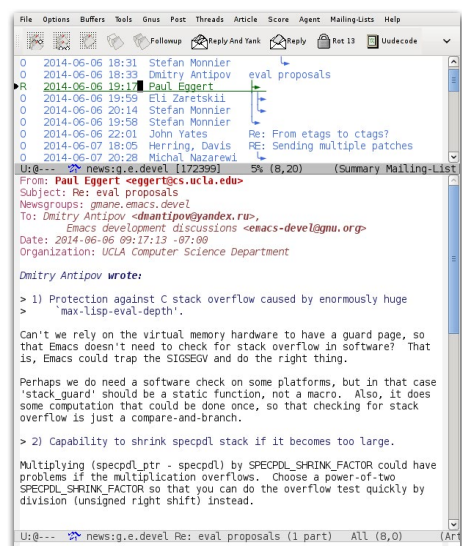 File Options Buffers Tools Gnus Post Threads Article Score Agent Mailing-Lists Help
Followup Reply And Yank Reply Rot 13 Uudecode
O 2014-06-06 18:31 Stefan Monnier
O 2014-06-06 18:33 Dmitry Antipov eval proposals
R 2014-06-06 19:17 Paul Eggert
O 2014-06-06 19:59 Eli Zaretskii
O 2014-06-06 20:14 Stefan Monnier
O 2014-06-07 19:58 Stefan Monnier
O 2014-06-06 22:01 John Yates Re: From etags to ctags?
O 2014-06-07 18:05 Herring, Davis RE: Sending multiple patches
O 2014-06-07 20:28 Michal Nazarewi
U:@--- news:g.e.devel [172399] 5% (8,20) (Summary Mailing-List
From: Paul Eggert <eggert@cs.ucla.edu>
Subject: Re: eval proposals
Newsgroups: gmane.emacs.devel
To: Dmitry Antipov <dmantipov@yandex.ru>,
Emacs development discussions <emacs-devel@gnu.org>
Date: 2014-06-06 09:17:13 -07:00
Organization: UCLA Computer Science Department
Dmitry Antipov wrote:
> 1) Protection against C stack overflow caused by enormously huge
> `max-lisp-eval-depth'.
Can't we rely on the virtual memory hardware to have a guard page, so
that Emacs doesn't need to check for stack overflow in software? That
is, Emacs could trap the SIGSEGV and do the right thing.
Perhaps we do need a software check on some platforms, but in that case
'stack_guard' should be a static function, not a macro. Also, it does
some computation that could be done once, so that checking for stack
overflow is just a compare-and-branch.
> 2) Capability to shrink specpdl stack if it becomes too large.
Multiplying (specpdl_ptr - specpdl) by SPECPDL_SHRINK_FACTOR could have
problems if the multiplication overflows. Choose a power-of-two
SPECPDL_SHRINK_FACTOR so that you can do the overflow test quickly by
division (unsigned right shift) instead.
U:@--- news:g.e.devel Re: eval proposals (1 part) All (8,0) (Art